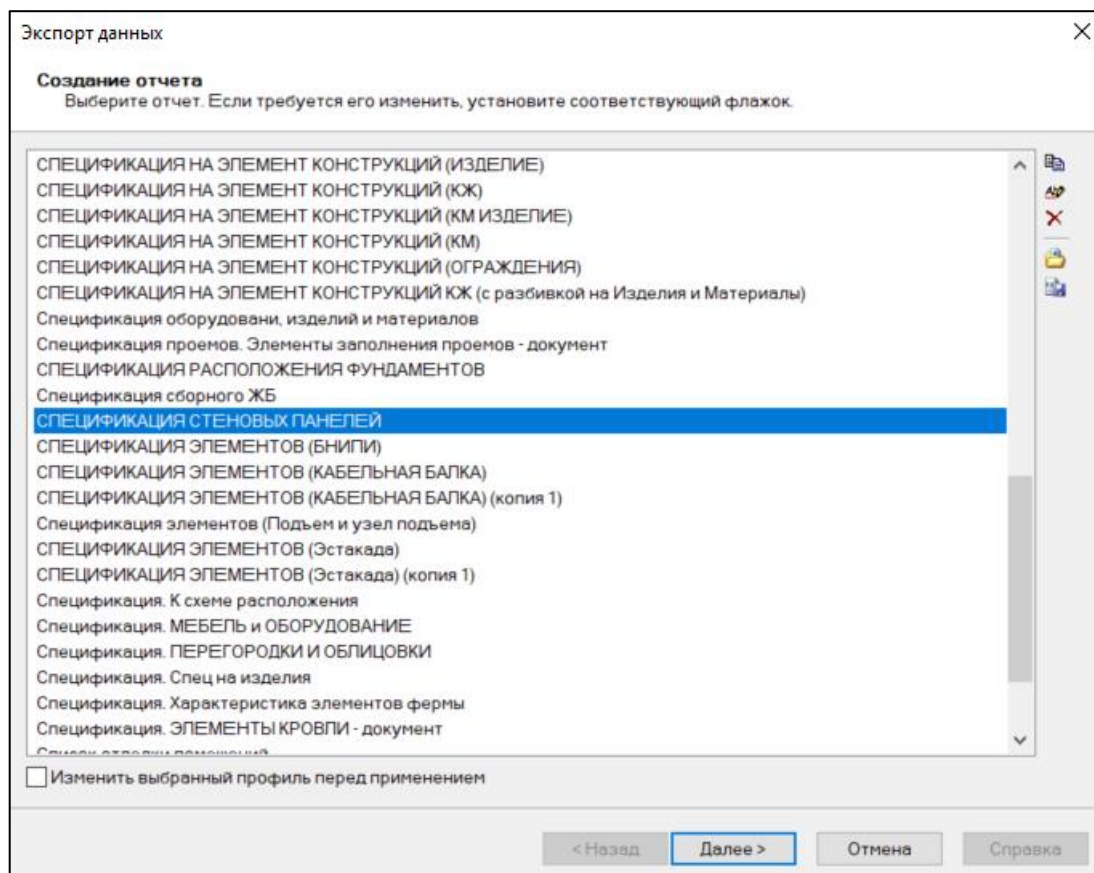 Экспорт данных
Создание отчета
Выберите отчет. Если требуется его изменить, установите соответствующий флажок.
СПЕЦИФИКАЦИЯ НА ЭЛЕМЕНТ КОНСТРУКЦИЙ (ИЗДЕЛИЕ)
СПЕЦИФИКАЦИЯ НА ЭЛЕМЕНТ КОНСТРУКЦИЙ (КЖ)
СПЕЦИФИКАЦИЯ НА ЭЛЕМЕНТ КОНСТРУКЦИЙ (КМ ИЗДЕЛИЕ)
СПЕЦИФИКАЦИЯ НА ЭЛЕМЕНТ КОНСТРУКЦИЙ (КМ)
СПЕЦИФИКАЦИЯ НА ЭЛЕМЕНТ КОНСТРУКЦИЙ (ОГРАЖДЕНИЯ)
СПЕЦИФИКАЦИЯ НА ЭЛЕМЕНТ КОНСТРУКЦИЙ КЖ (с разбивкой на Изделия и Материалы)
Спецификация оборудовани, изделий и материалов
Спецификация проемов. Элементы заполнения проемов - документ
СПЕЦИФИКАЦИЯ РАСПОЛОЖЕНИЯ ФУНДАМЕНТОВ
Спецификация сборного ЖБ
СПЕЦИФИКАЦИЯ СТЕНОВЫХ ПАНЕЛЕЙ
СПЕЦИФИКАЦИЯ ЭЛЕМЕНТОВ (БНИПИ)
СПЕЦИФИКАЦИЯ ЭЛЕМЕНТОВ (КАБЕЛЬНАЯ БАЛКА)
СПЕЦИФИКАЦИЯ ЭЛЕМЕНТОВ (КАБЕЛЬНАЯ БАЛКА) (копия 1)
Спецификация элементов (Подъем и узел подъема)
СПЕЦИФИКАЦИЯ ЭЛЕМЕНТОВ (Эстакада)
СПЕЦИФИКАЦИЯ ЭЛЕМЕНТОВ (Эстакада) (копия 1)
Спецификация. К схеме расположения
Спецификация. МЕБЕЛЬ и ОБОРУДОВАНИЕ
Спецификация. ПЕРЕГОРОДКИ И ОБЛИЦОВКИ
Спецификация. Спец на изделия
Спецификация. Характеристика элементов фермы
Спецификация. ЭЛЕМЕНТЫ КРОВЛИ - документ
Список отделки помещений
Изменить выбранный профиль перед применением
< Назад Далее > Отмена Справка